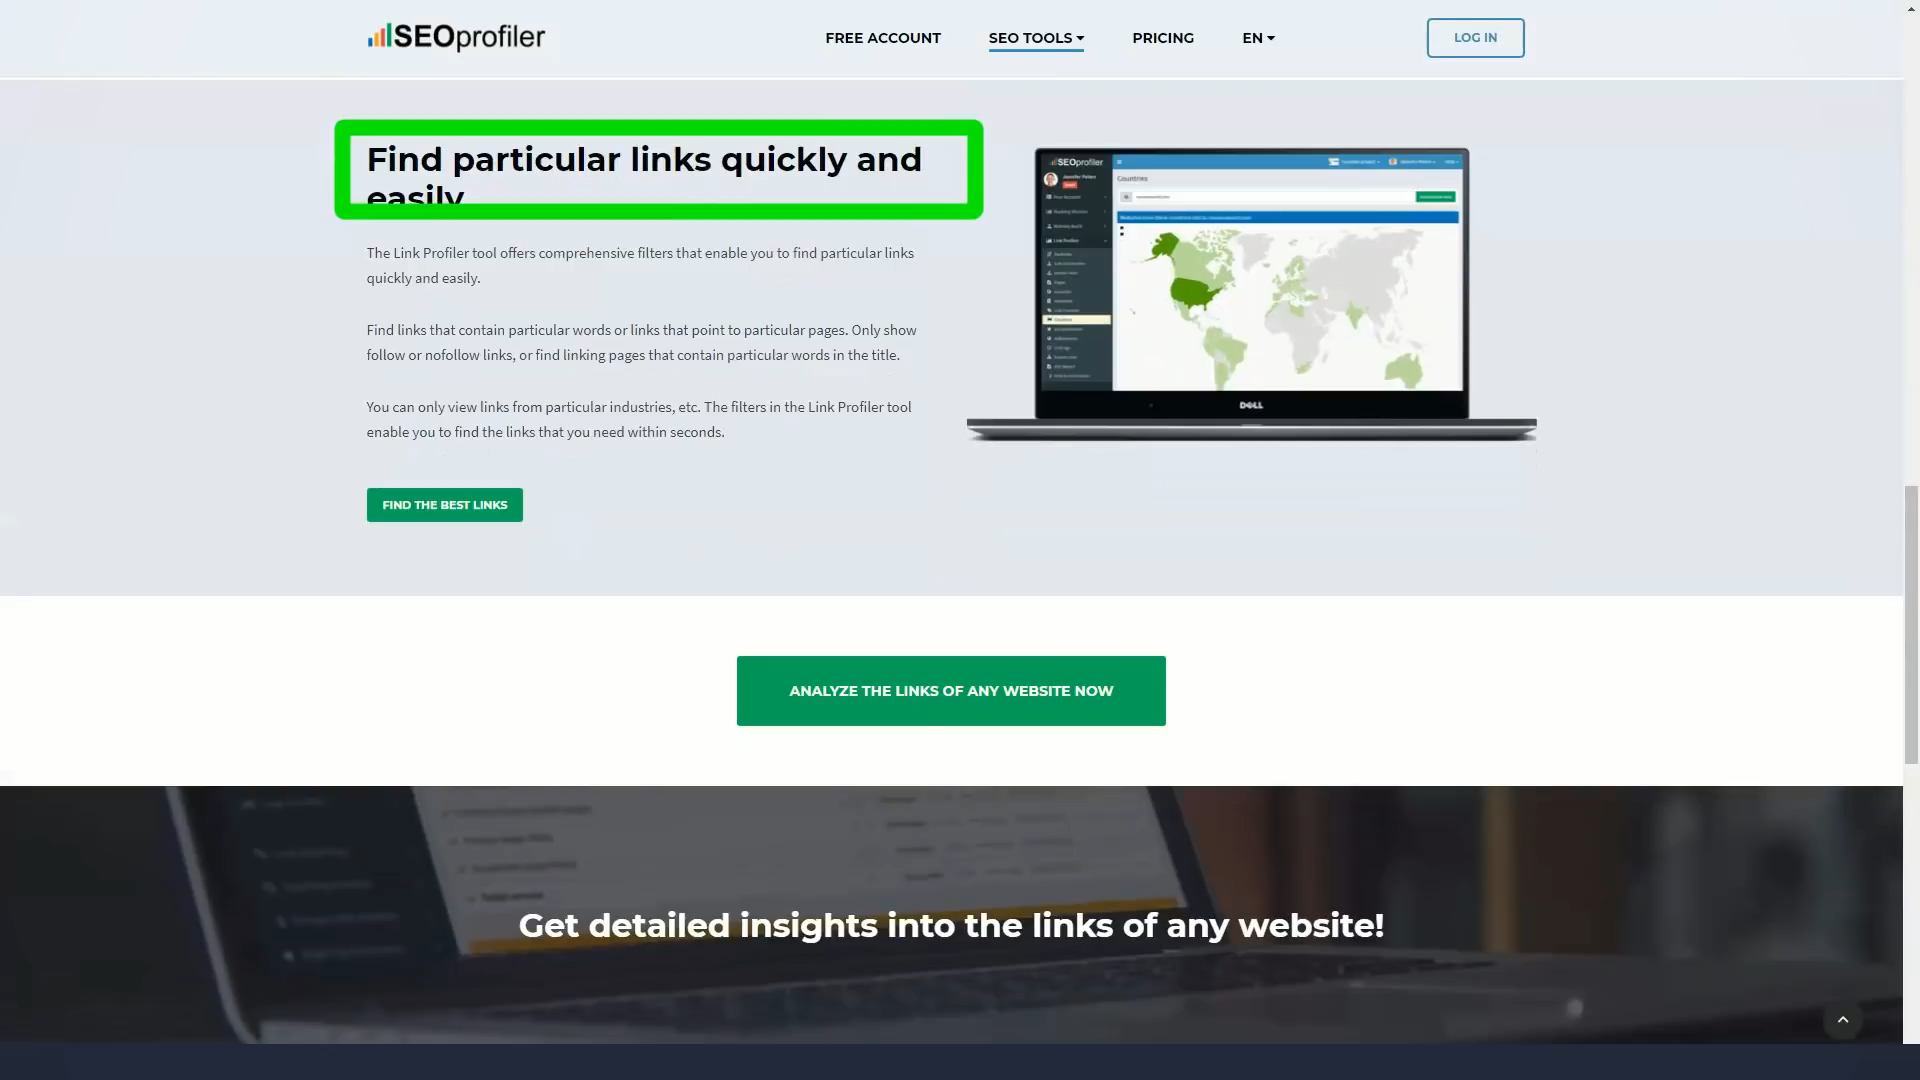 SEOprofiler
FREE ACCOUNT
SEO TOOLS
PRICING
EN
LOG IN
Find particular links quickly and
easily
The Link Profiler tool offers comprehensive filters that enable you to find particular links
quickly and easily.
Find links that contain particular words or links that point to particular pages. Only show
follow or nofollow links, or find linking pages that contain particular words in the title.
You can only view links from particular industries, etc. The filters in the Link Profiler tool
enable you to find the links that you need within seconds.
FIND THE BEST LINKS
SEOprofiler
Countries
Link Profiler
DELL
ANALYZE THE LINKS OF ANY WEBSITE NOW
Get detailed insights into the links of any website!